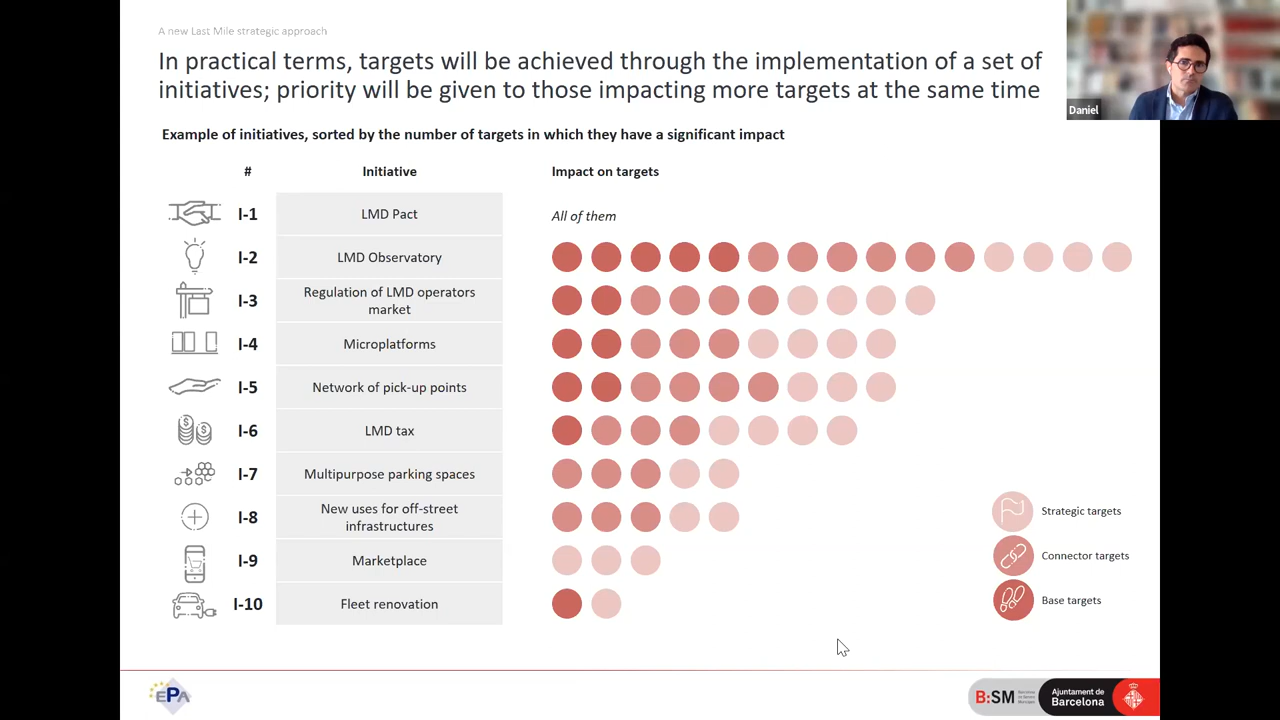 A new Last Mile strategic approach
In practical terms, targets will be achieved through the implementation of a set of
initiatives; priority will be given to those impacting more targets at the same time
Daniel
Example of initiatives, sorted by the number of targets in which they have a significant impact
# Initiative Impact on targets
I-1 LMD Pact All of them
I-2 LMD Observatory
I-3 Regulation of LMD operators
market
I-4 Microplatforms
I-5 Network of pick-up points
$ $ I-6 LMD tax
I-7 Multipurpose parking spaces
I-8 New uses for off-street
infrastructures
I-9 Marketplace
I-10 Fleet renovation
Strategic targets
Connector targets
Base targets
EPA
B:SM
Ajuntament de
Barcelona